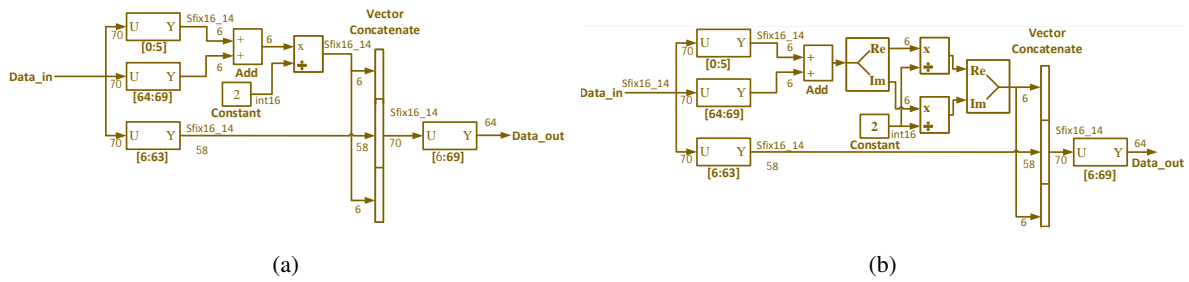 Vector
Concatenate
Sfix16_14
U Y
70
6
[0:5]
+
+
6
x
÷
Sfix16_14
Data_in
U Y
70
6
Add
6
[64:69]
2
int16
Constant
Sfix16_14
U Y
70
58
[6:63]
58
Sfix16_14
70
U Y
64
Data_out
[6:69]
6
(a)
Vector
Concatenate
Sfix16_14
U Y
70
6
[0:5]
+
+
Re
Im
6
x
÷
Re
Im
Sfix16_14
Data_in
70
U Y
70
6
Add
6
x
÷
6
[64:69]
2
int16
Constant
Sfix16_14
U Y
70
58
[6:63]
58
Sfix16_14
70
U Y
64
Data_out
[6:69]
6
(b)